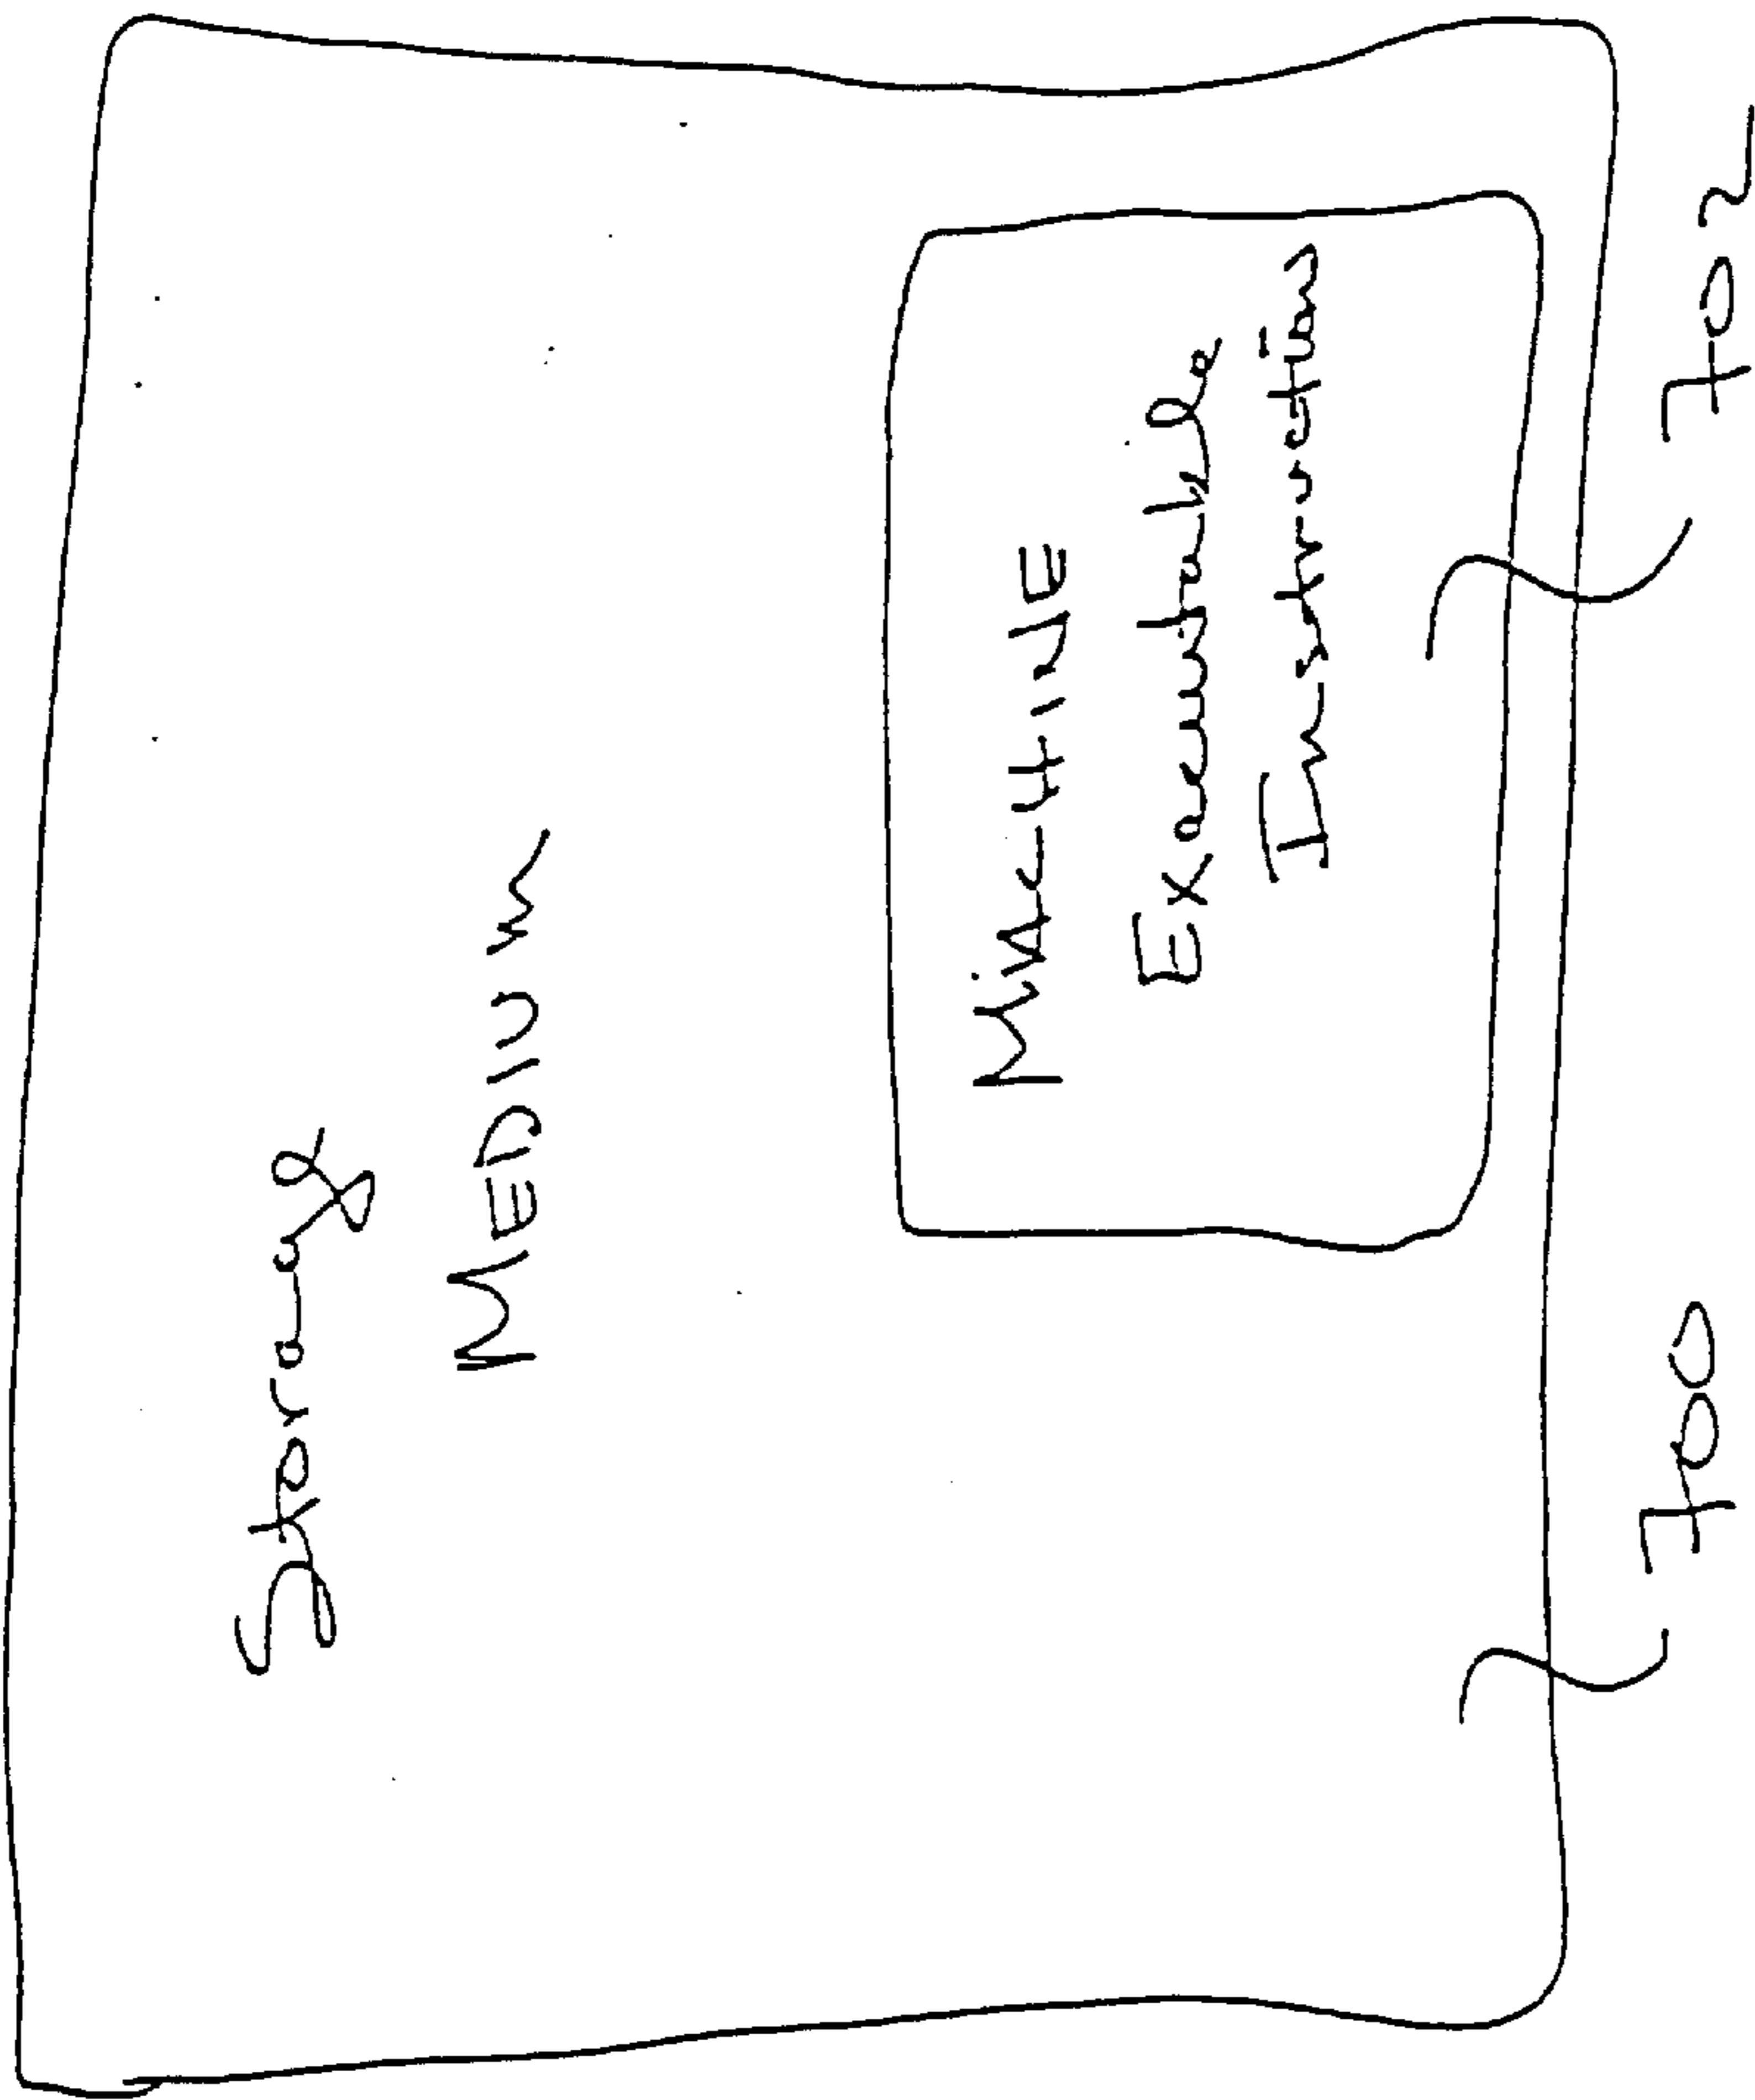 Storage
MEDIUM
MACHINE
Executable
Instructions
700
702